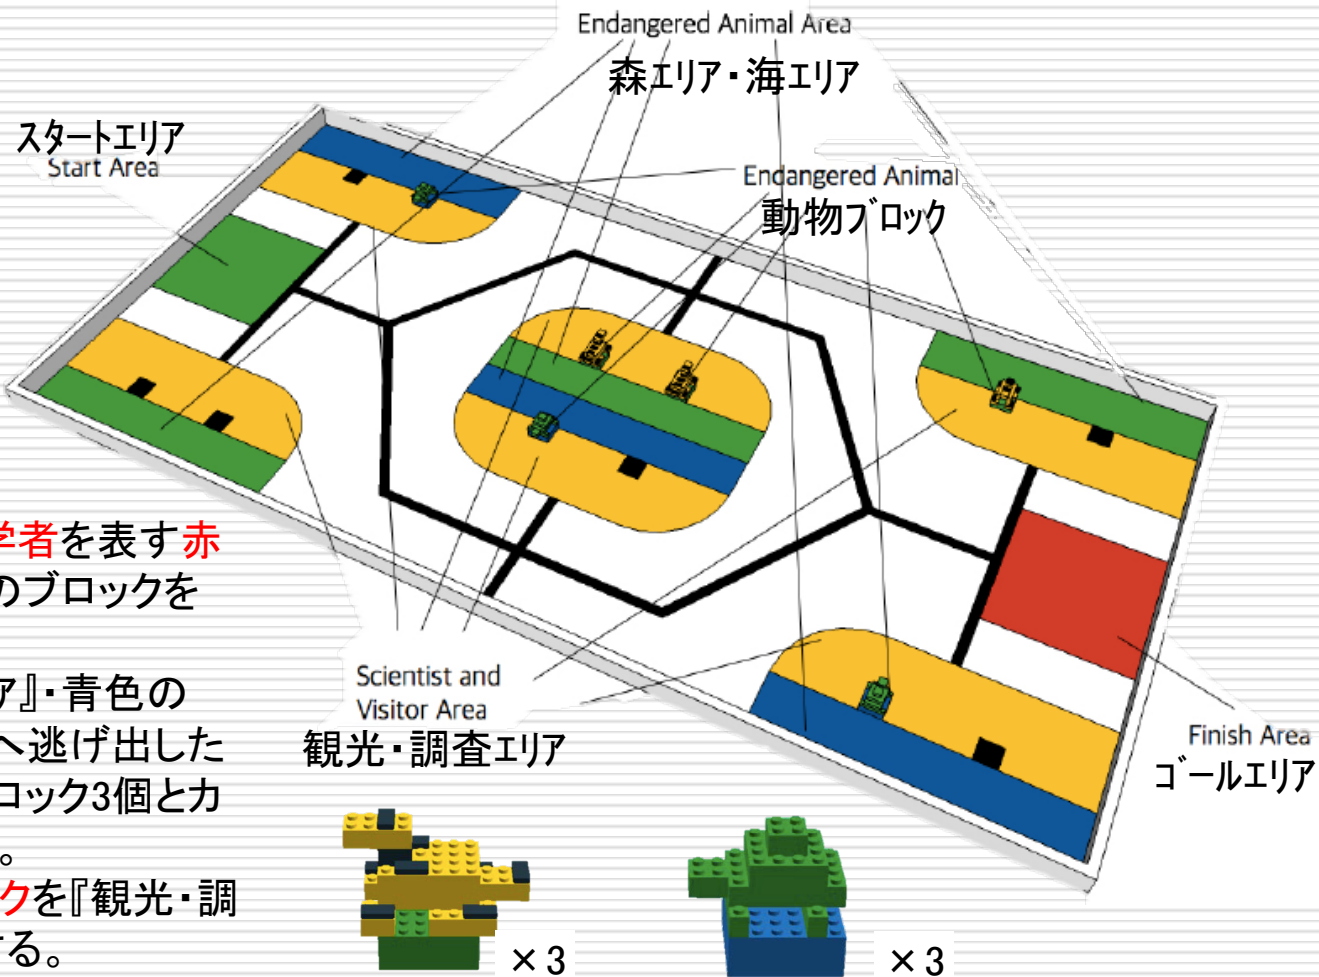 Endangered Animal Area
森エリア・海エリア
スタートエリア
Start Area
Endangered Animal
動物ブロック
学者を表す赤
のブロックを
ア』・青色の
へ逃げ出した
ロック3個とカ
。
クを『観光・調
する。
Scientist and
Visitor Area
観光・調査エリア
Finish Area
ゴールエリア
×3
×3